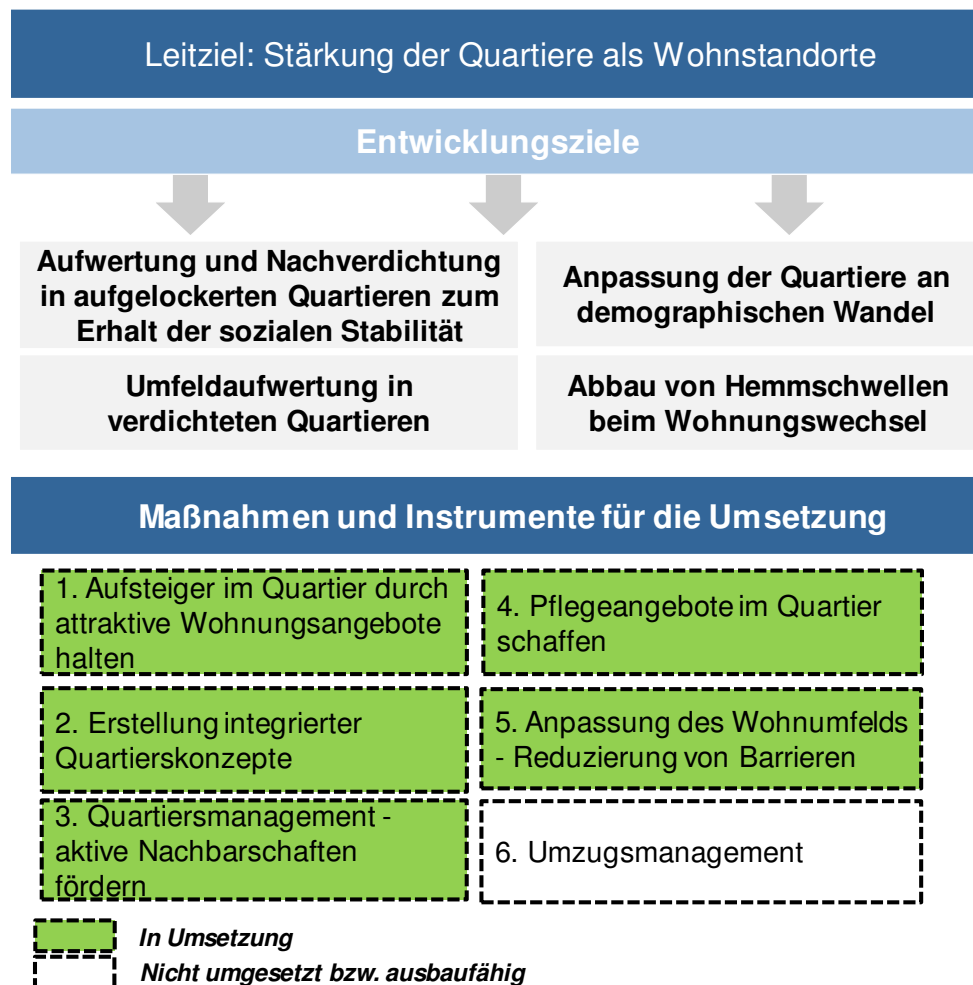 Leitziel: Stärkung der Quartiere als Wohnstandorte
Entwicklungsziele
Aufwertung und Nachverdichtung
in aufgelockerten Quartieren zum
Erhalt der sozialen Stabilität
Anpassung der Quartiere an
demographischen Wandel
Umfeldaufwertung in
verdichteten Quartieren
Abbau von Hemmschwellen
beim Wohnungswechsel
Maßnahmen und Instrumente für die Umsetzung
1. Aufsteiger im Quartier durch
attraktive Wohnungsangebote
halten
2. Erstellung integrierter
Quartierskonzepte
3. Quartiersmanagement -
aktive Nachbarschaften
fördern
4. Pflegeangebote im Quartier
schaffen
5. Anpassung des Wohnumfelds
- Reduzierung von Barrieren
6. Umzugsmanagement
In Umsetzung
Nicht umgesetzt bzw. ausbaufähig